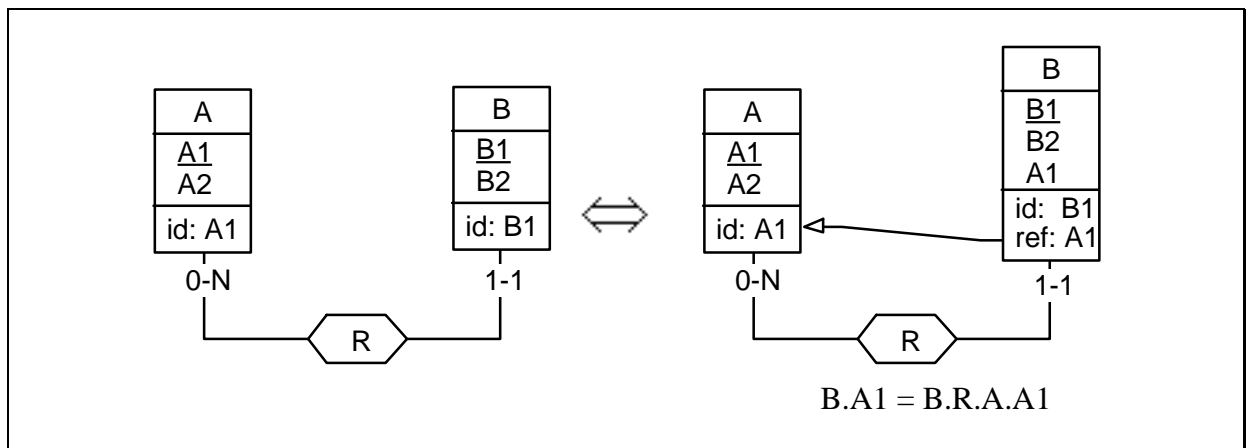 A
A1
A2
id: A1
0-N
B
B1
B2
id: B1
1-1
R
A
A1
A2
id: A1
0-N
B
B1
B2
A1
id: B1
ref: A1
1-1
R
B.A1 = B.R.A.A1